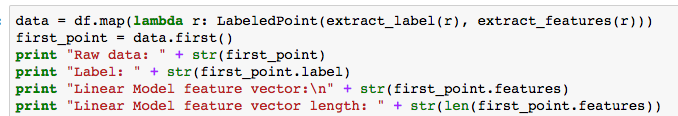 data = df.map(lambda r: LabeledPoint(extract_label(r), extract_features(r)))
first_point = data.first()
print "Raw data: " + str(first_point)
print "Label: " + str(first_point.label)
print "Linear Model feature vector:\n" + str(first_point.features)
print "Linear Model feature vector length: " + str(len(first_point.features))